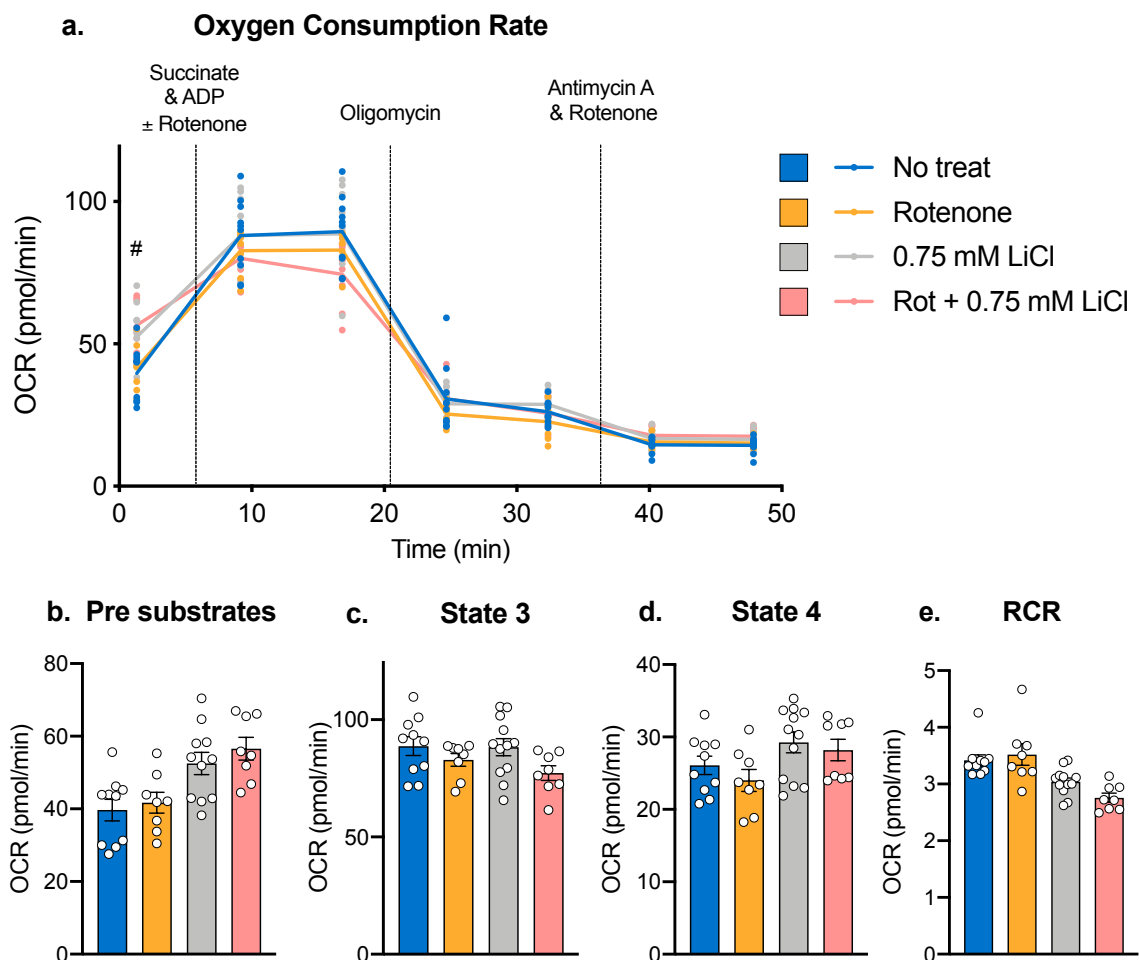 a. Oxygen Consumption Rate
Succinate
& ADP
± Rotenone
Oligomycin
Antimycin A
& Rotenone
#
OCR (pmol/min)
100
50
0
0 10 20 30 40 50
Time (min)
No treat
Rotenone
0.75 mM LiCl
Rot + 0.75 mM LiCl
b. Pre substrates
OCR (pmol/min)
80
60
40
20
0
c. State 3
OCR (pmol/min)
100
50
0
d. State 4
OCR (pmol/min)
40
30
20
10
0
e. RCR
OCR (pmol/min)
5
4
3
2
1
0